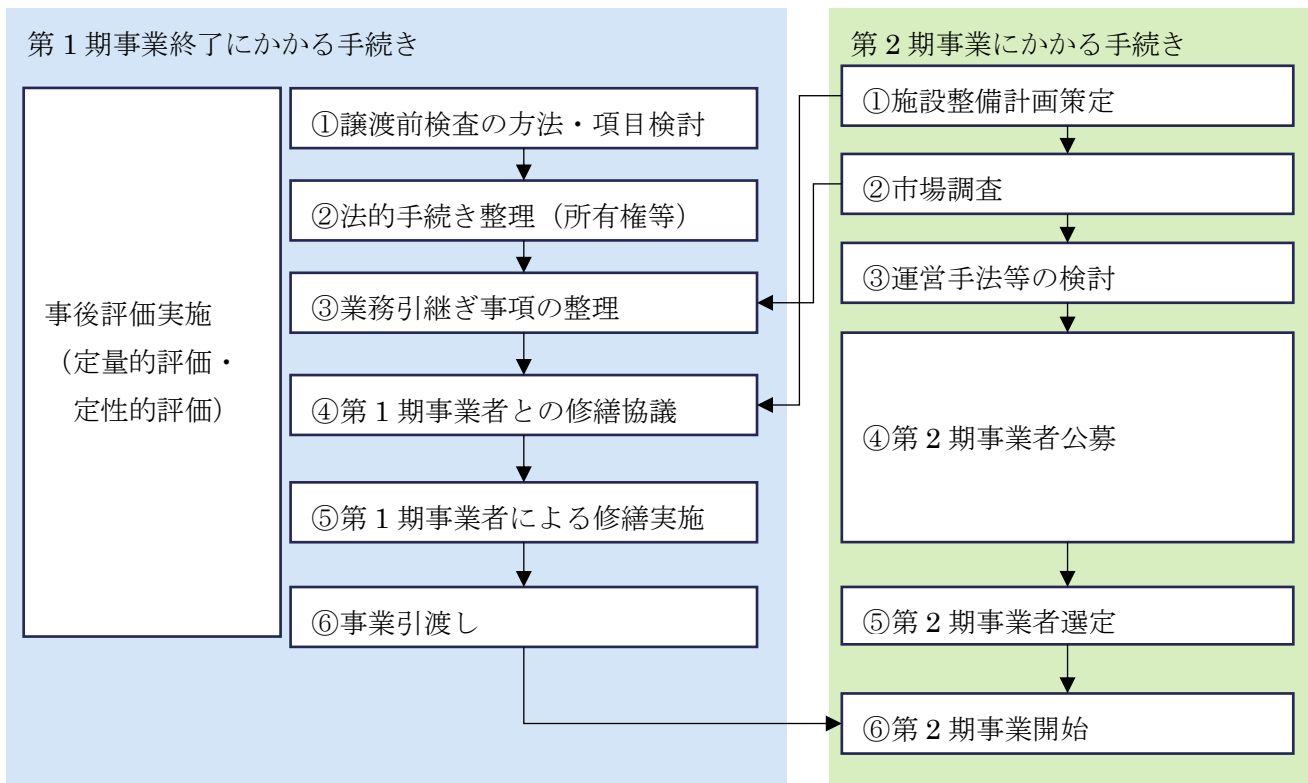 第1期事業終了にかかる手続き
事後評価実施
（定量的評価・
定性的評価）
①譲渡前検査の方法・項目検討
②法的手続き整理（所有権等）
③業務引継ぎ事項の整理
④第1期事業者との修繕協議
⑤第1期事業者による修繕実施
⑥事業引渡し
第2期事業にかかる手続き
①施設整備計画策定
②市場調査
③運営手法等の検討
④第2期事業者公募
⑤第2期事業者選定
⑥第2期事業開始